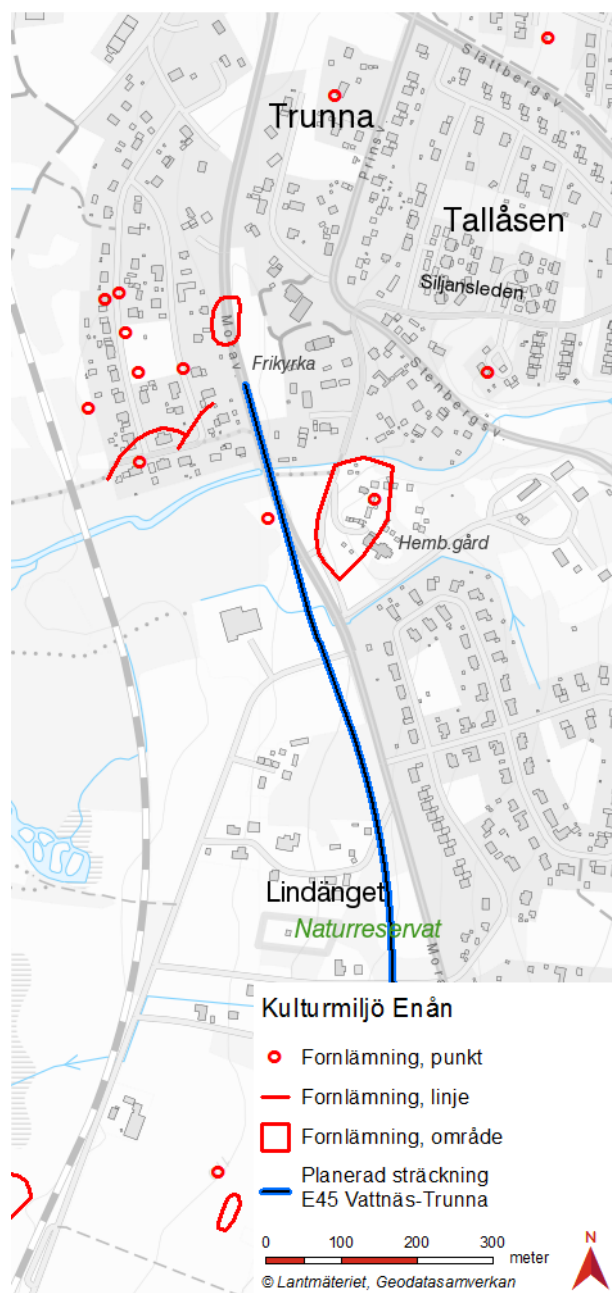 Slättbergsv.
Trunna
Prinsv.
Tallåsen
Siljansleden
Morav.
Frikyrka
Stenbergsv.
Hemb.gård
Lindänget
Naturreservat
Kulturmiljö Enån
Fornlämning, punkt
Fornlämning, linje
Fornlämning, område
Planerad sträckning
E45 Vattnäs-Trunna
0 100 200 300 meter
N
© Lantmäteriet, Geodatasamverkan